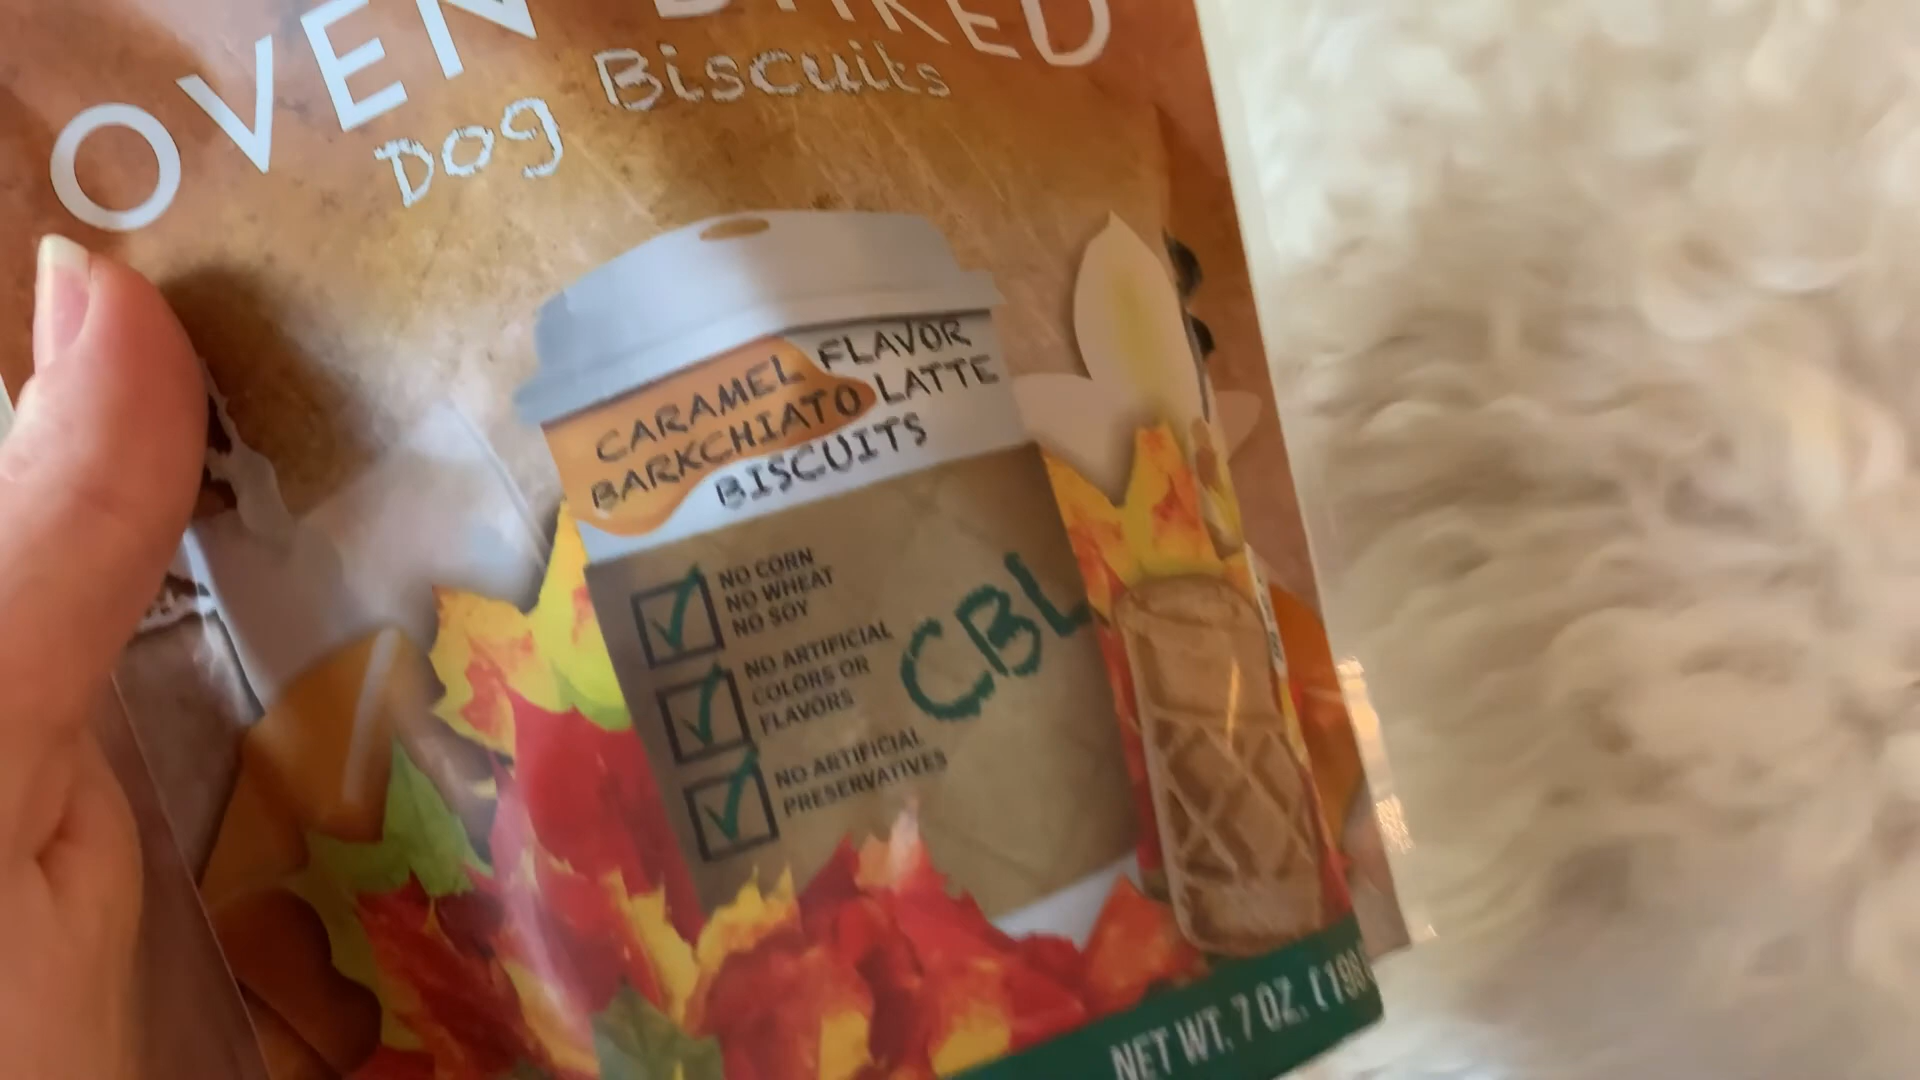 OVEN BAKED
Dog Biscuits
CARAMEL FLAVOR
BARKCHIATO LATTE
BISCUITS
NO CORN
NO WHEAT
NO SOY
NO ARTIFICIAL
COLORS OR
FLAVORS
NO ARTIFICIAL
PRESERVATIVES
CBL
NET WT. 7 OZ. (198